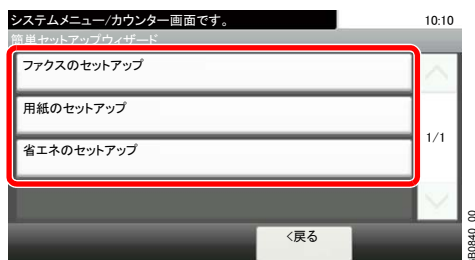 システムメニュー/カウンター画面です。
10:10
簡単セットアップウィザード
ファクスのセットアップ
用紙のセットアップ
1/1
省エネのセットアップ
<戻る
B0840_00